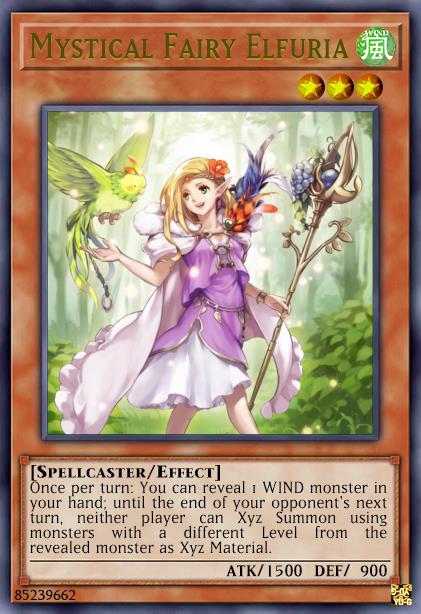 Mystical Fairy Elfuria
WIND
風
[Spellcaster/Effect]
Once per turn: You can reveal 1 WIND monster in
your hand; until the end of your opponent's next
turn, neither player can Xyz Summon using
monsters with a different Level from the
revealed monster as Xyz Material.
ATK/1500 DEF/ 900
85239662